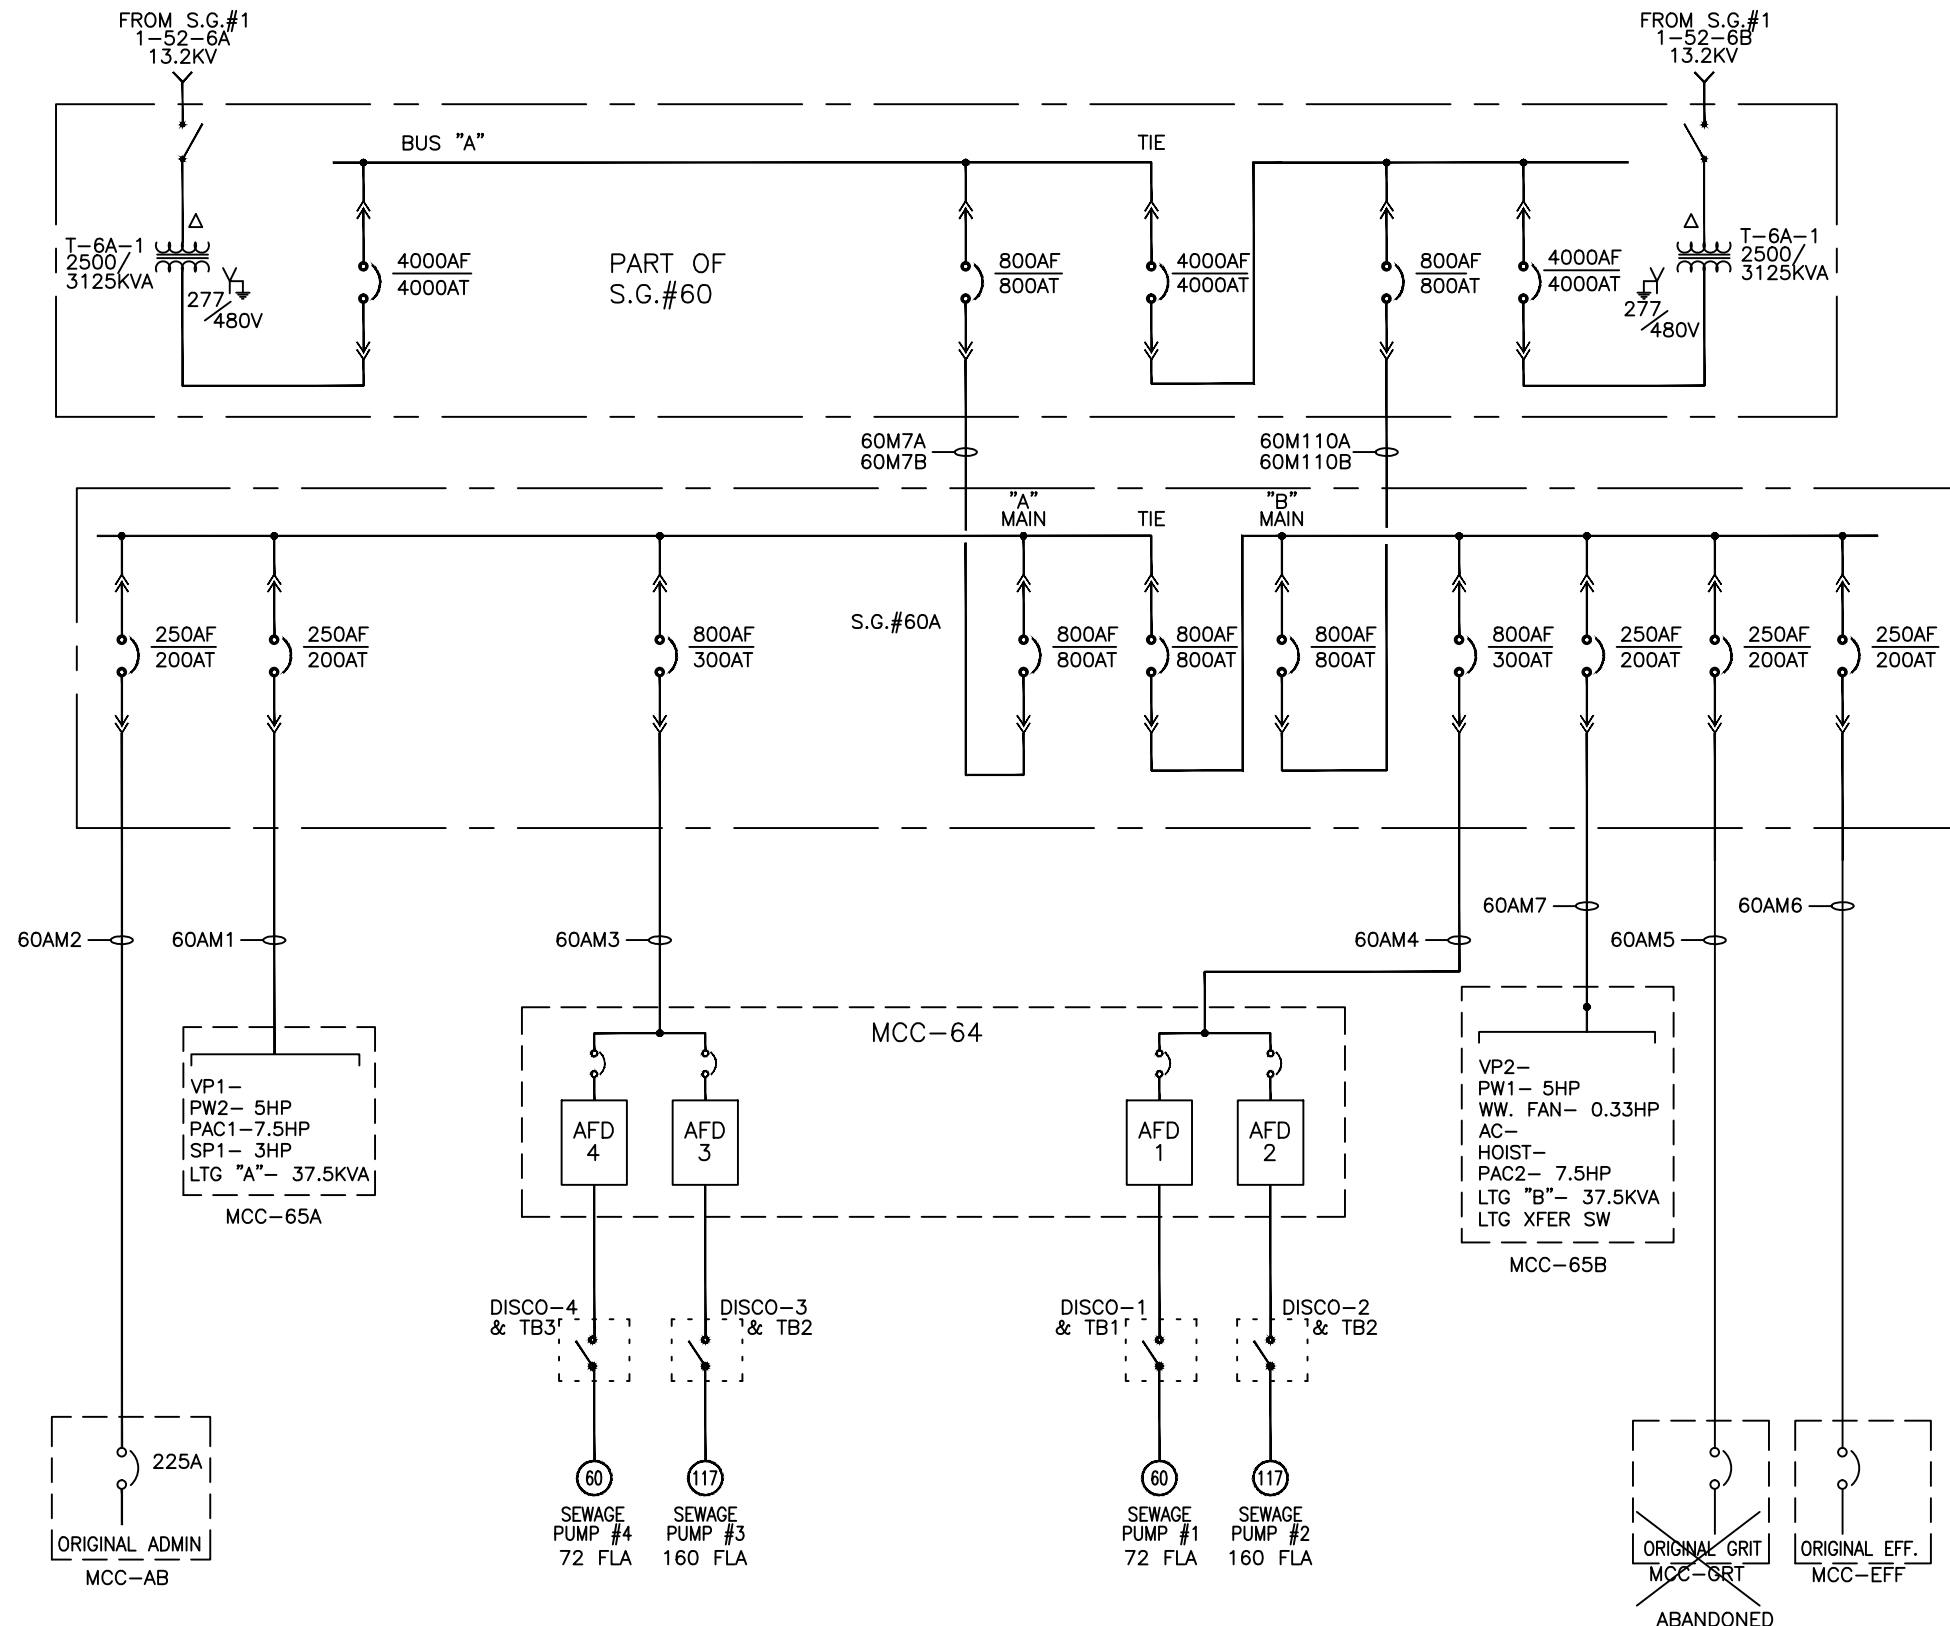 FROM S.G.#1
1-52-6A
13.2KV
FROM S.G.#1
1-52-6B
13.2KV
BUS "A"
TIE
T-6A-1
2500/
3125KVA
277/
480V
4000AF
4000AT
PART OF
S.G.#60
800AF
800AT
4000AF
4000AT
800AF
800AT
4000AF
4000AT
T-6A-1
2500/
3125KVA
277/
480V
60M7A
60M7B
60M110A
60M110B
"A"
MAIN
TIE
"B"
MAIN
S.G.#60A
250AF
200AT
250AF
200AT
800AF
300AT
800AF
800AT
800AF
800AT
800AF
800AT
800AF
300AT
250AF
200AT
250AF
200AT
250AF
200AT
60AM2
60AM1
60AM3
60AM4
60AM7
60AM5
60AM6
VP1-
PW2- 5HP
PAC1-7.5HP
SP1- 3HP
LTG "A"- 37.5KVA
MCC-65A
MCC-64
AFD
4
AFD
3
AFD
1
AFD
2
VP2-
PW1- 5HP
WW. FAN- 0.33HP
AC-
HOIST-
PAC2- 7.5HP
LTG "B"- 37.5KVA
LTG XFER SW
MCC-65B
DISCO-4
& TB3
DISCO-3
& TB2
DISCO-1
& TB1
DISCO-2
& TB2
225A
ORIGINAL ADMIN
MCC-AB
60
SEWAGE
PUMP #4
72 FLA
117
SEWAGE
PUMP #3
160 FLA
60
SEWAGE
PUMP #1
72 FLA
117
SEWAGE
PUMP #2
160 FLA
ORIGINAL GRIT
MCC-GRT
ABANDONED
ORIGINAL EFF.
MCC-EFF